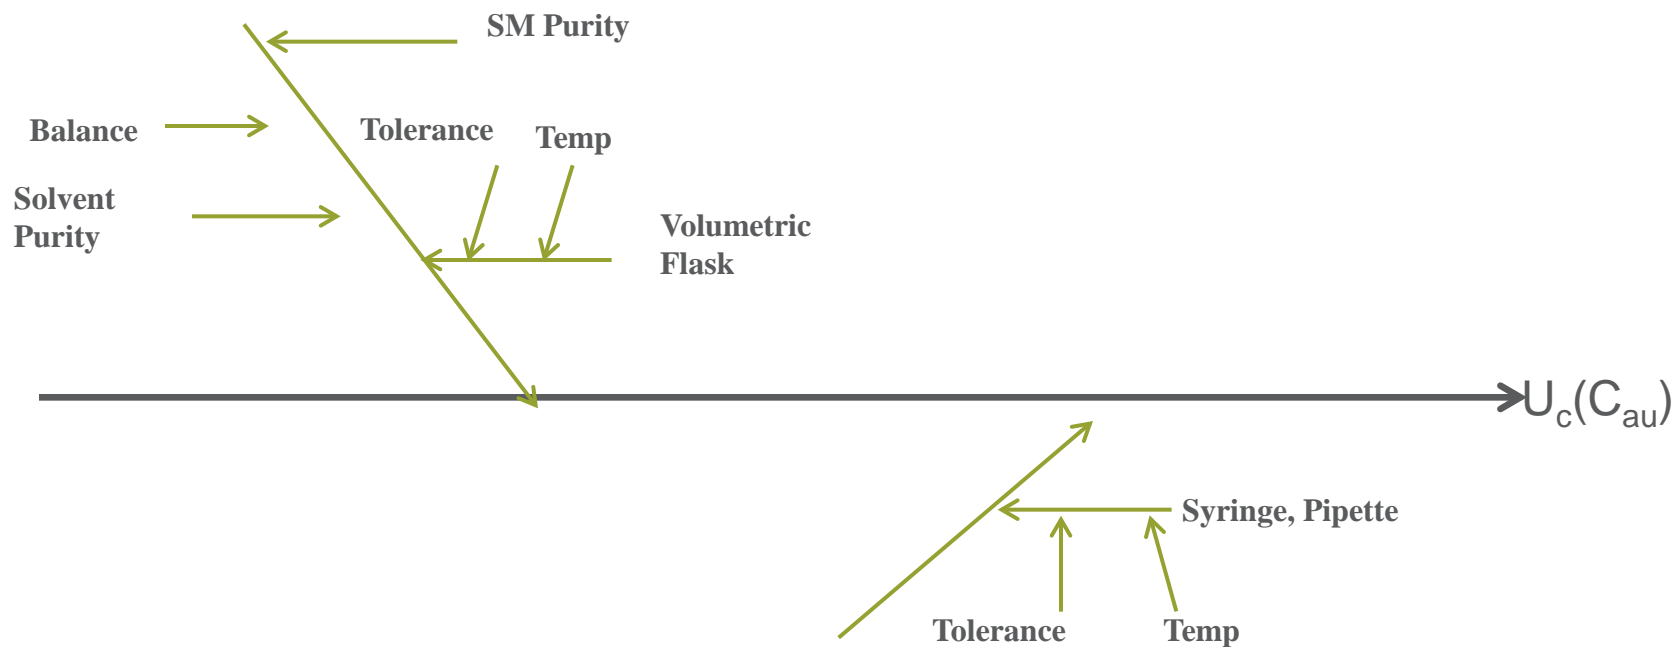 SM Purity
Balance
Tolerance
Temp
Solvent
Purity
Volumetric
Flask
Uc(Cau)
Syringe, Pipette
Tolerance
Temp